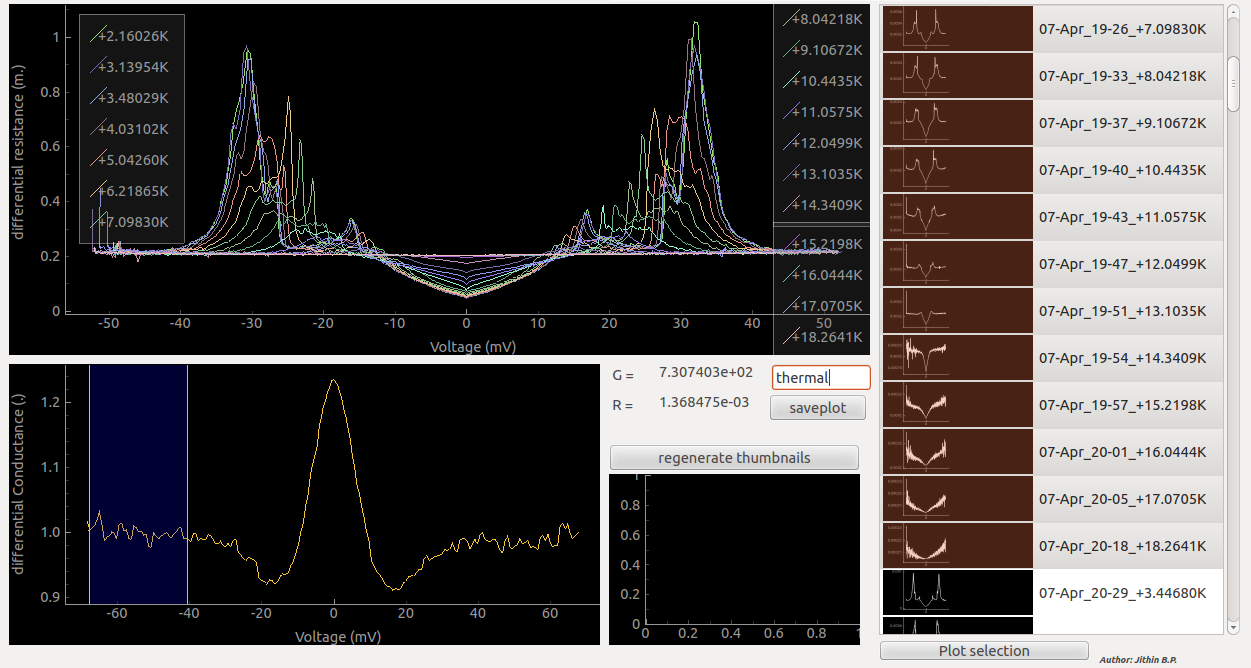 differential resistance (m.)
1
0.8
0.6
0.4
0.2
0
+2.16026K
+3.13954K
+3.48029K
+4.03102K
+5.04260K
+6.21865K
+7.09830K
+8.04218K
+9.10672K
+10.4435K
+11.0575K
+12.0499K
+13.1035K
+14.3409K
+15.2198K
+16.0444K
+17.0705K
+18.2641K
-50 -40 -30 -20 -10 0 10 20 30 40 50
Voltage (mV)
07-Apr_19-26_+7.09830K
07-Apr_19-33_+8.04218K
07-Apr_19-37_+9.10672K
07-Apr_19-40_+10.4435K
07-Apr_19-43_+11.0575K
07-Apr_19-47_+12.0499K
07-Apr_19-51_+13.1035K
07-Apr_19-54_+14.3409K
07-Apr_19-57_+15.2198K
07-Apr_20-01_+16.0444K
07-Apr_20-05_+17.0705K
07-Apr_20-18_+18.2641K
07-Apr_20-29_+3.44680K
differential Conductance (.)
1.2
1.1
1.0
0.9
-60 -40 -20 0 20 40 60
Voltage (mV)
G = 7.307403e+02
thermal
R = 1.368475e-03
saveplot
regenerate thumbnails
1
0.8
0.6
0.4
0.2
0
0 0.2 0.4 0.6 0.8 1
Plot selection
Author: Jithin B.P.